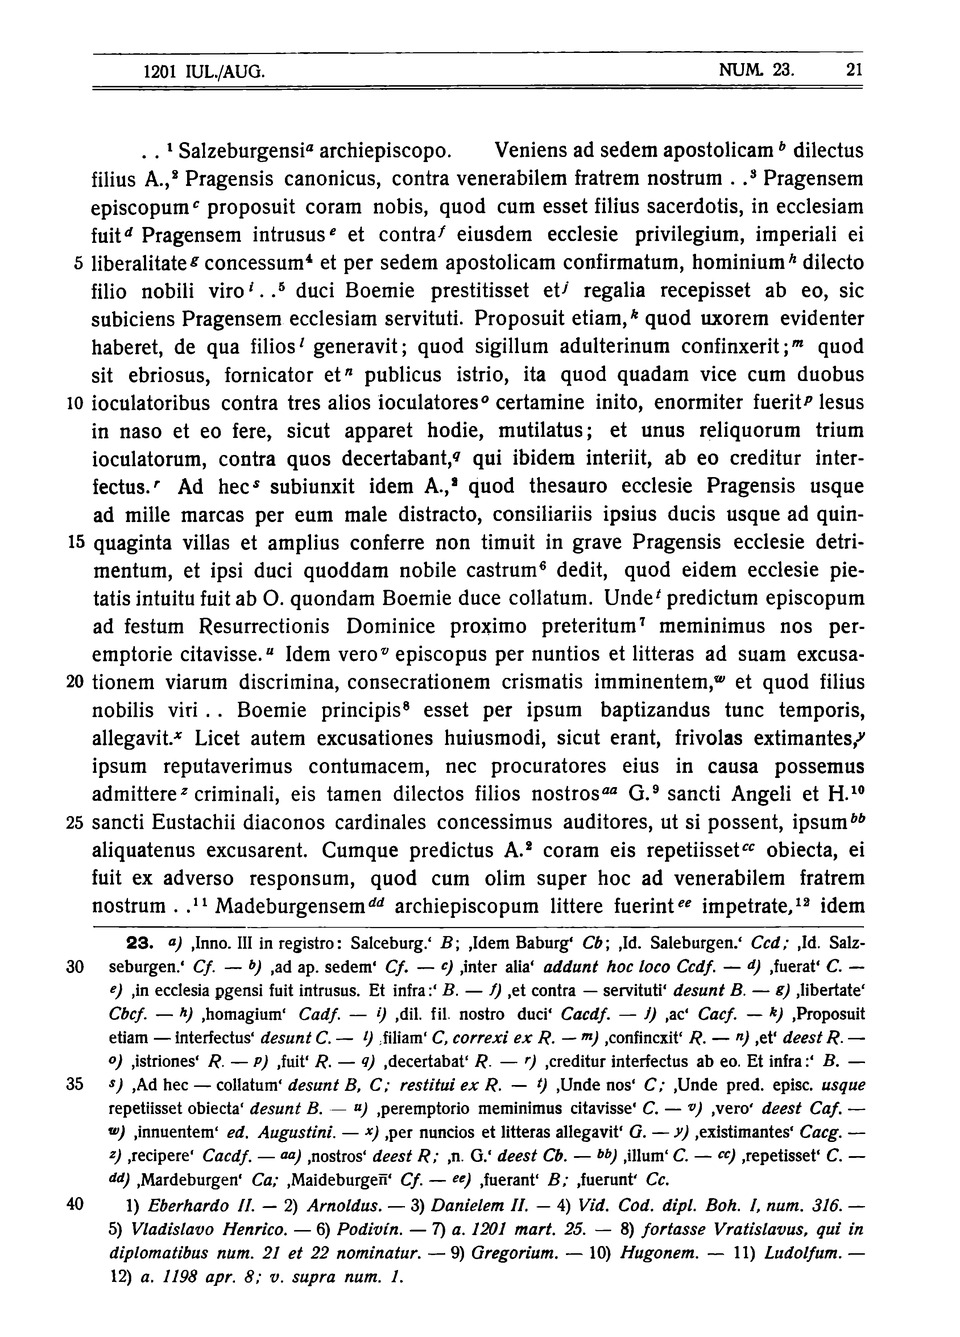 1201 IUL./AUG. NUM. 23. 21
. . ¹ Salzeburgensiᵃ archiepiscopo. Veniens ad sedem apostolicam ᵇ dilectus
filius A.,² Pragensis canonicus, contra venerabilem fratrem nostrum . .³ Pragensem
episcopum ᶜ proposuit coram nobis, quod cum esset filius sacerdotis, in ecclesiam
fuit ᵈ Pragensem intrusus ᵉ et contra ᶠ eiusdem ecclesie privilegium, imperiali ei
5 liberalitate ᵍ concessum⁴ et per sedem apostolicam confirmatum, hominium ʰ dilecto
filio nobili viro ⁱ . .⁵ duci Boemie prestitisset et ʲ regalia recepisset ab eo, sic
subiciens Pragensem ecclesiam servituti. Proposuit etiam, ᵏ quod uxorem evidenter
haberet, de qua filios ˡ generavit; quod sigillum adulterinum confinxerit; ᵐ quod
sit ebriosus, fornicator et ⁿ publicus istrio, ita quod quadam vice cum duobus
10 ioculatoribus contra tres alios ioculatores ᵒ certamine inito, enormiter fuerit ᵖ lesus
in naso et eo fere, sicut apparet hodie, mutilatus; et unus reliquorum trium
ioculatorum, contra quos decertabant, q qui ibidem interiit, ab eo creditur inter-
fectus. ʳ Ad hec ˢ subiunxit idem A.,² quod thesauro ecclesie Pragensis usque
ad mille marcas per eum male distracto, consiliariis ipsius ducis usque ad quin-
15 quaginta villas et amplius conferre non timuit in grave Pragensis ecclesie detri-
mentum, et ipsi duci quoddam nobile castrum⁶ dedit, quod eidem ecclesie pie-
tatis intuitu fuit ab O. quondam Boemie duce collatum. Unde ᵗ predictum episcopum
ad festum Resurrectionis Dominice proximo preteritum⁷ meminimus nos per-
emptorie citavisse. ᵘ Idem vero ᵛ episcopus per nuntios et litteras ad suam excusa-
20 tionem viarum discrimina, consecrationem crismatis imminentem, ʷ et quod filius
nobilis viri . . Boemie principis⁸ esset per ipsum baptizandus tunc temporis,
allegavit. ˣ Licet autem excusationes huiusmodi, sicut erant, frivolas extimantes, ʸ
ipsum reputaverimus contumacem, nec procuratores eius in causa possemus
admittere ᶻ criminali, eis tamen dilectos filios nostros ᵃᵃ G.⁹ sancti Angeli et H.¹⁰
25 sancti Eustachii diaconos cardinales concessimus auditores, ut si possent, ipsum ᵇᵇ
aliquatenus excusarent. Cumque predictus A.² coram eis repetiisset ᶜᶜ obiecta, ei
fuit ex adverso responsum, quod cum olim super hoc ad venerabilem fratrem
nostrum . .¹¹ Madeburgensem ᵈᵈ archiepiscopum littere fuerint ᵉᵉ impetrate,¹² idem
23. a) ‚Inno. III in registro: Salceburg.‘ B; ‚Idem Baburg‘ Cb; ‚Id. Saleburgen.‘ Ccd; ‚Id. Salz-
30 seburgen.‘ Cf. — b) ‚ad ap. sedem‘ Cf. — c) ‚inter alia‘ addunt hoc loco Ccdf. — d) ‚fuerat‘ C. —
e) ‚in ecclesia pgensi fuit intrusus. Et infra:‘ B. — f) ‚et contra — servituti‘ desunt B. — g) ‚libertate‘
Cbcf. — h) ‚homagium‘ Cadf. — i) ‚dil. fil. nostro duci‘ Cacdf. — j) ‚ac‘ Cacf. — k) ‚Proposuit
etiam — interfectus‘ desunt C. — l) ‚filiam‘ C, correxi ex R. — m) ‚confincxit‘ R. — n) ‚et‘ deest R. —
o) ‚istriones‘ R. — p) ‚fuit‘ R. — q) ‚decertabat‘ R. — r) ‚creditur interfectus ab eo. Et infra:‘ B. —
35 s) ‚Ad hec — collatum‘ desunt B, C; restitui ex R. — t) ‚Unde nos‘ C; ‚Unde pred. episc. usque
repetiisset obiecta‘ desunt B. — u) ‚peremptorio meminimus citavisse‘ C. — v) ‚vero‘ deest Caf. —
w) ‚innuentem‘ ed. Augustini. — x) ‚per nuncios et litteras allegavit‘ G. — y) ‚existimantes‘ Cacg. —
z) ‚recipere‘ Cacdf. — aa) ‚nostros‘ deest R; ‚n. G.‘ deest Cb. — bb) ‚illum‘ C. — cc) ‚repetisset‘ C. —
dd) ‚Mardeburgen‘ Ca; ‚Maideburgen̅‘ Cf. — ee) ‚fuerant‘ B; ‚fuerunt‘ Cc.
40 1) Eberhardo II. — 2) Arnoldus. — 3) Danielem II. — 4) Vid. Cod. dipl. Boh. I, num. 316. —
5) Vladislavo Henrico. — 6) Podivín. — 7) a. 1201 mart. 25. — 8) fortasse Vratislavus, qui in
diplomatibus num. 21 et 22 nominatur. — 9) Gregorium. — 10) Hugonem. — 11) Ludolfum. —
12) a. 1198 apr. 8; v. supra num. 1.